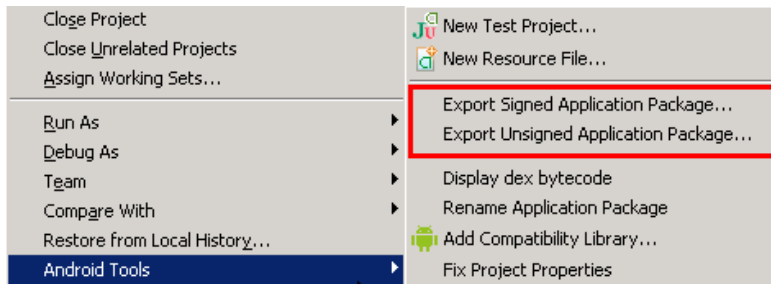 Close Project
Close Unrelated Projects
Assign Working Sets...
Run As
Debug As
Team
Compare With
Restore from Local History...
Android Tools
JU New Test Project...
New Resource File...
Export Signed Application Package...
Export Unsigned Application Package...
Display dex bytecode
Rename Application Package
Add Compatibility Library...
Fix Project Properties